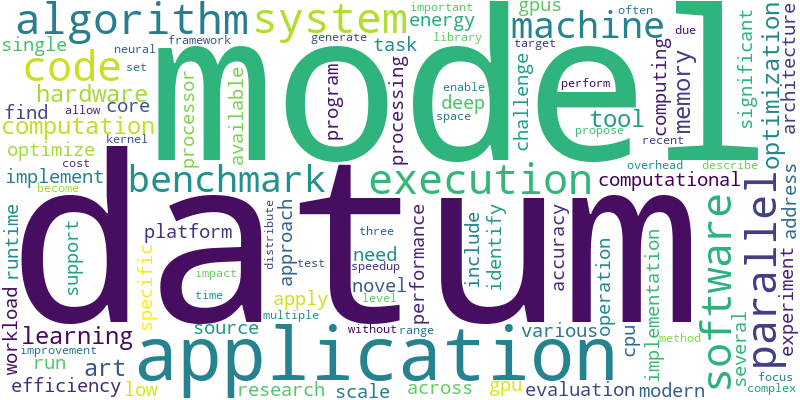 algorithm
system
machine
gpus
important
often
single
neural
framework
generate
library
target
due
energy
task
code
set
model
hardware
allow
core
find
computation
kernel
optimize
cost
implement
become
processor
available
program
processing
enable
deep
space
challenge
perform
tool
propose
computing
memory
recent
significant
optimization
architecture
overhead
describe
benchmark
execution
computational
datum
runtime
support
platform
distribute
approach
three
need
performance
include
identify
accuracy
operation
implementation
software
several
parallel
experiment
address
workload
specific
impact
test
speedup
novel
level
time
apply
learning
improvement
source
multiple
without
range
various
cpu
method
run
art
application
focus
efficiency
low
research
scale
across
gpu
evaluation
modern
complex